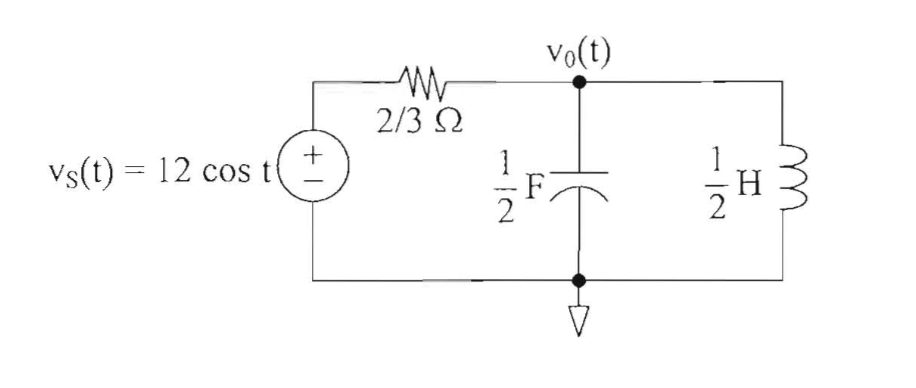 v₀(t)
2/3 Ω
vₛ(t) = 12 cos t
+
−
1/2 F
1/2 H